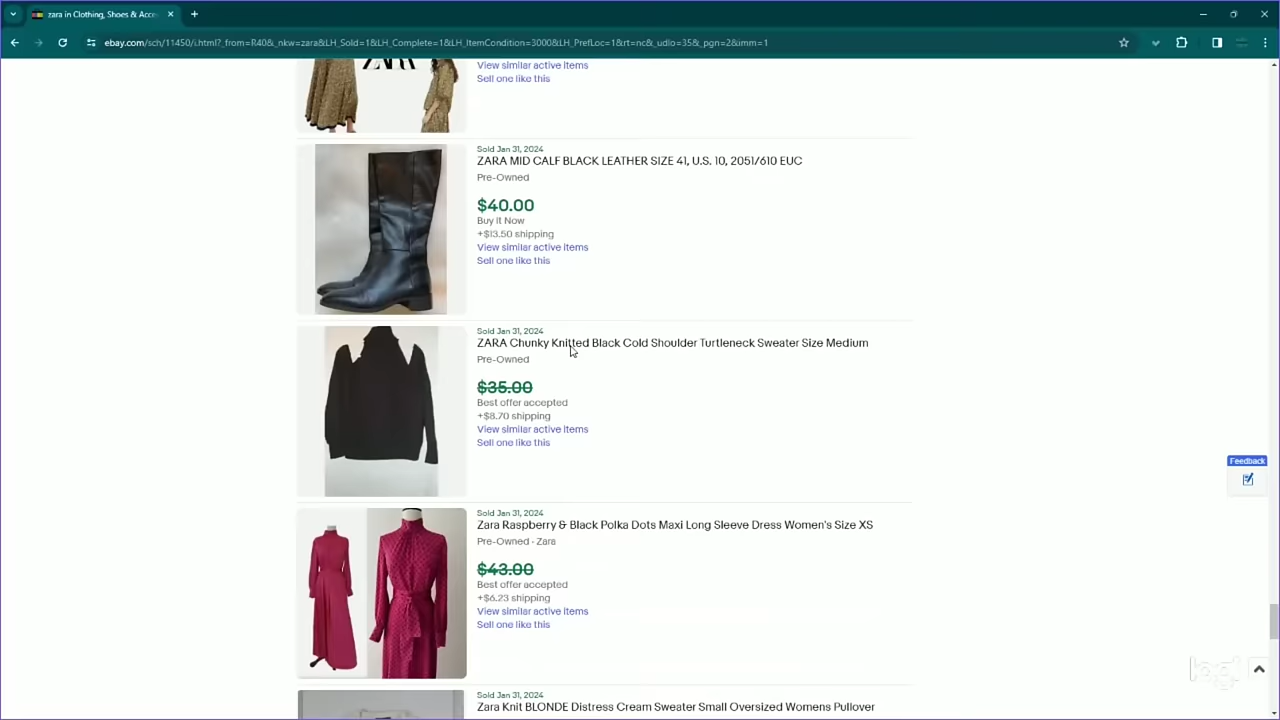 zara in Clothing, Shoes & Acce
ebay.com/sch/11450/i.html?_from=R40&_nkw=zara&LH_Sold=1&LH_Complete=1&LH_ItemCondition=3000&LH_PrefLoc=1&rt=nc&_udlo=35&_pgn=2&imm=1
ZARA
View similar active items
Sell one like this
Sold Jan 31, 2024
ZARA MID CALF BLACK LEATHER SIZE 41, U.S. 10, 2051/610 EUC
Pre-Owned
$40.00
Buy It Now
+$13.50 shipping
View similar active items
Sell one like this
Sold Jan 31, 2024
ZARA Chunky Knitted Black Cold Shoulder Turtleneck Sweater Size Medium
Pre-Owned
$35.00
Best offer accepted
+$8.70 shipping
View similar active items
Sell one like this
Feedback
Sold Jan 31, 2024
Zara Raspberry & Black Polka Dots Maxi Long Sleeve Dress Women's Size XS
Pre-Owned · Zara
$43.00
Best offer accepted
+$6.23 shipping
View similar active items
Sell one like this
Sold Jan 31, 2024
Zara Knit BLONDE Distress Cream Sweater Small Oversized Womens Pullover